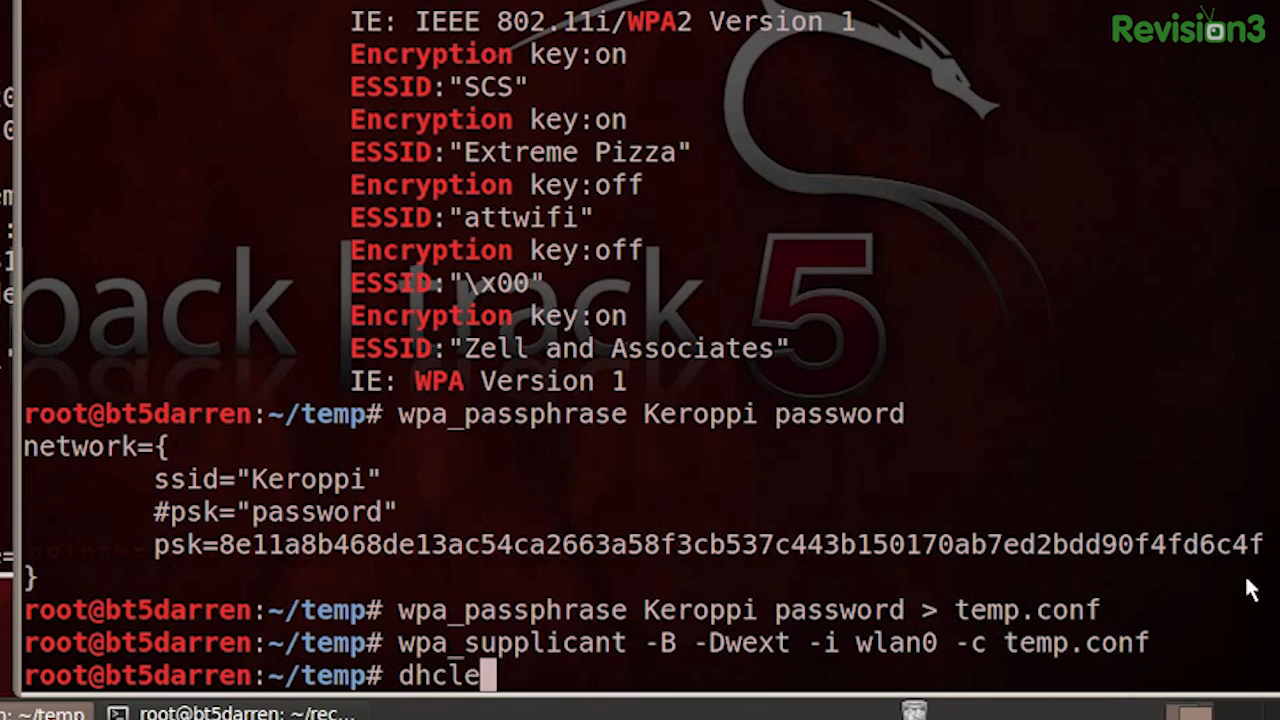 IE: IEEE 802.11i/WPA2 Version 1
Revision3
Encryption key:on
ESSID:"SCS"
Encryption key:on
ESSID:"Extreme Pizza"
Encryption key:off
ESSID:"attwifi"
Encryption key:off
ESSID:"\x00"
Encryption key:on
back | track 5
ESSID:"Zell and Associates"
IE: WPA Version 1
root@bt5darren:~/temp# wpa_passphrase Keroppi password
network={
ssid="Keroppi"
#psk="password"
psk=8e11a8b468de13ac54ca2663a58f3cb537c443b150170ab7ed2bdd90f4fd6c4f
}
root@bt5darren:~/temp# wpa_passphrase Keroppi password > temp.conf
root@bt5darren:~/temp# wpa_supplicant -B -Dwext -i wlan0 -c temp.conf
root@bt5darren:~/temp# dhcle
n: ~/temp
root@bt5darren: ~/rec...